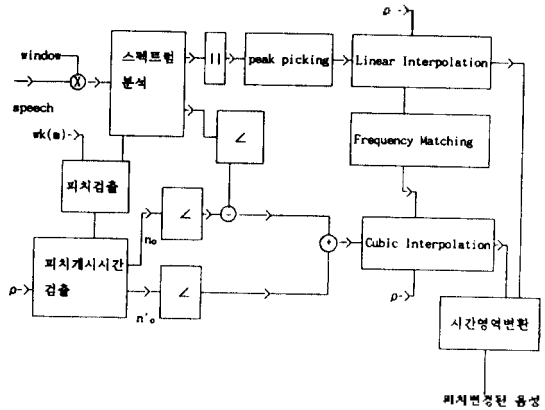 ρ
window
스펙트럼
분석
| |
peak picking
Linear Interpolation
speech
wk(m)
∠
Frequency Matching
피치검출
∠
n₀
Cubic Interpolation
피치개시시간
검출
ρ
∠
n'₀
ρ
시간영역변환
피치변경된 음성